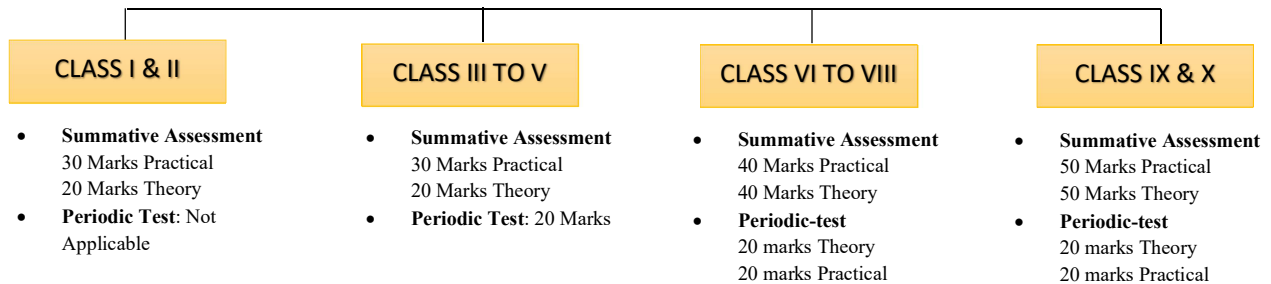 CLASS I & II
• Summative Assessment
30 Marks Practical
20 Marks Theory
• Periodic Test: Not
Applicable
CLASS III TO V
• Summative Assessment
30 Marks Practical
20 Marks Theory
• Periodic Test: 20 Marks
CLASS VI TO VIII
• Summative Assessment
40 Marks Practical
40 Marks Theory
• Periodic-test
20 marks Theory
20 marks Practical
CLASS IX & X
• Summative Assessment
50 Marks Practical
50 Marks Theory
• Periodic-test
20 marks Theory
20 marks Practical